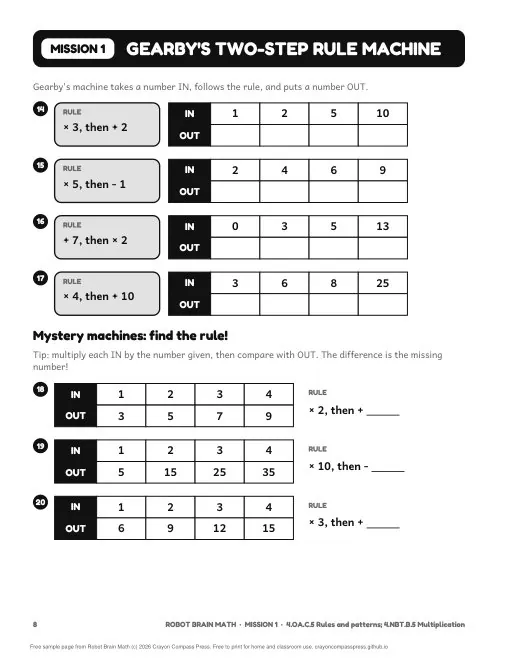 MISSION 1 GEARBY'S TWO-STEP RULE MACHINE
Gearby's machine takes a number IN, follows the rule, and puts a number OUT.
14 RULE IN 1 2 5 10
× 3, then + 2 OUT
15 RULE IN 2 4 6 9
× 5, then - 1 OUT
16 RULE IN 0 3 5 13
+ 7, then × 2 OUT
17 RULE IN 3 6 8 25
× 4, then + 10 OUT
Mystery machines: find the rule!
Tip: multiply each IN by the number given, then compare with OUT. The difference is the missing
number!
18 IN 1 2 3 4 RULE
OUT 3 5 7 9 × 2, then + _____
19 IN 1 2 3 4 RULE
OUT 5 15 25 35 × 10, then - _____
20 IN 1 2 3 4 RULE
OUT 6 9 12 15 × 3, then + _____
8 ROBOT BRAIN MATH · MISSION 1 · 4.OA.C.5 Rules and patterns; 4.NBT.B.5 Multiplication
Free sample page from Robot Brain Math (c) 2026 Crayon Compass Press. Free to print for home and classroom use. crayoncompasspress.github.io